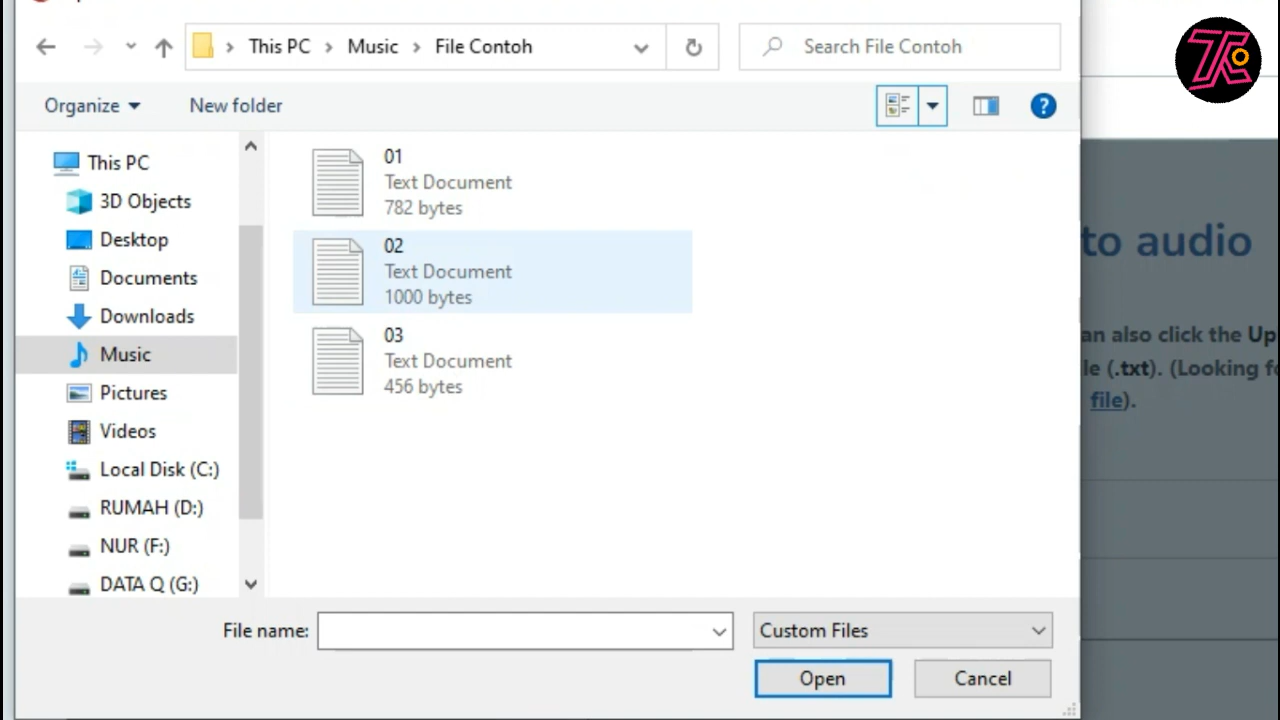 This PC > Music > File Contoh
Search File Contoh
Organize
New folder
This PC
3D Objects
Desktop
Documents
Downloads
Music
Pictures
Videos
Local Disk (C:)
RUMAH (D:)
NUR (F:)
DATA Q (G:)
01
Text Document
782 bytes
02
Text Document
1000 bytes
03
Text Document
456 bytes
to audio
an also click the Up
le (.txt). (Looking fo
file).
File name:
Custom Files
Open
Cancel